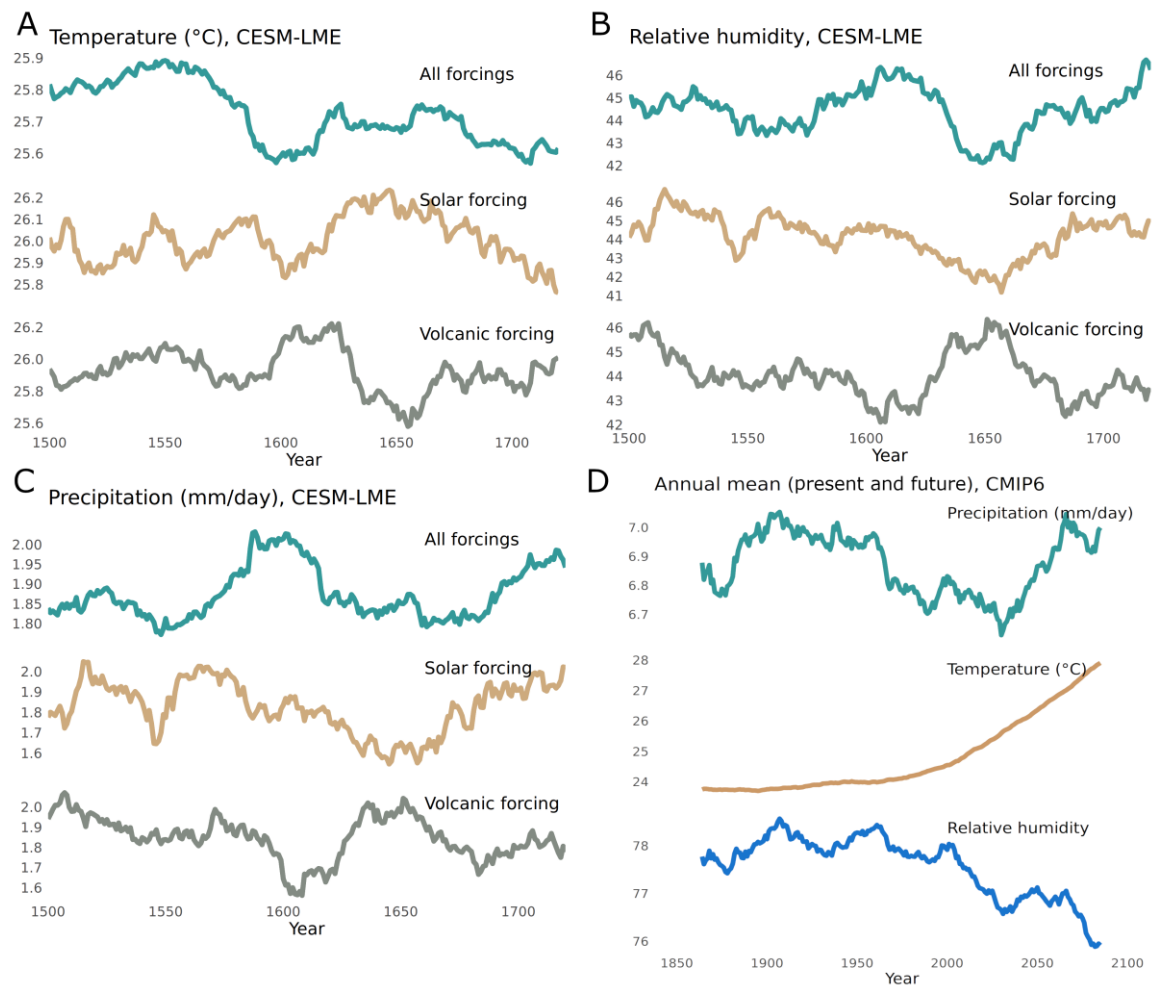 A
Temperature (°C), CESM-LME
25.9
25.8
25.7
25.6
All forcings
26.2
26.1
26.0
25.9
25.8
Solar forcing
26.2
26.0
25.8
25.6
Volcanic forcing
1500 1550 1600 1650 1700
Year
B
Relative humidity, CESM-LME
46
45
44
43
42
All forcings
46
45
44
43
42
41
Solar forcing
46
45
44
43
42
Volcanic forcing
1500 1550 1600 1650 1700
Year
C
Precipitation (mm/day), CESM-LME
2.00
1.95
1.90
1.85
1.80
All forcings
2.0
1.9
1.8
1.7
1.6
Solar forcing
2.0
1.9
1.8
1.7
1.6
Volcanic forcing
1500 1550 1600 1650 1700
Year
D
Annual mean (present and future), CMIP6
Precipitation (mm/day)
7.0
6.9
6.8
6.7
28
27
26
25
24
Temperature (°C)
78
77
76
Relative humidity
1850 1900 1950 2000 2050 2100
Year